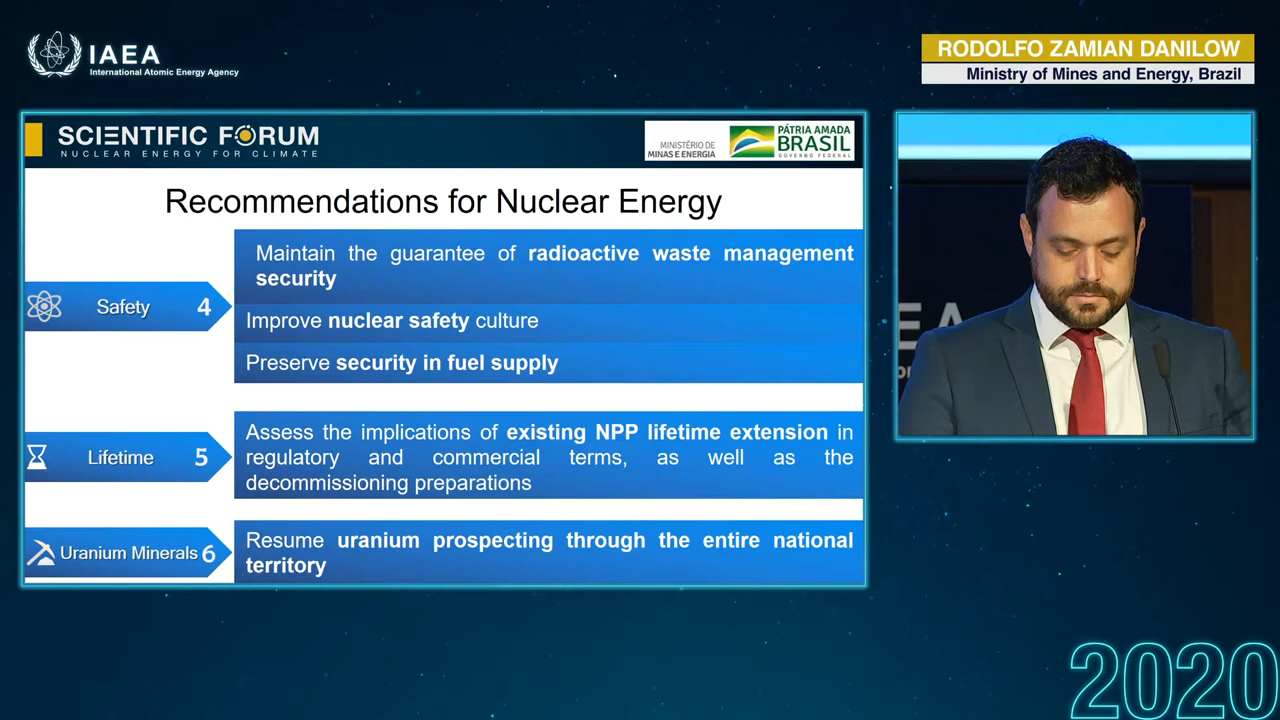 IAEA
International Atomic Energy Agency
RODOLFO ZAMIAN DANILOW
Ministry of Mines and Energy, Brazil
SCIENTIFIC FORUM
NUCLEAR ENERGY FOR CLIMATE
MINISTÉRIO DE
MINAS E ENERGIA
PÁTRIA AMADA
BRASIL
GOVERNO FEDERAL
Recommendations for Nuclear Energy
Safety 4
Maintain the guarantee of radioactive waste management
security
Improve nuclear safety culture
Preserve security in fuel supply
Lifetime 5
Assess the implications of existing NPP lifetime extension in
regulatory and commercial terms, as well as the
decommissioning preparations
Uranium Minerals 6
Resume uranium prospecting through the entire national
territory
EA
2020